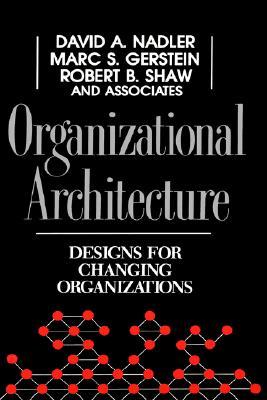 DAVID A. NADLER
MARC S. GERSTEIN
ROBERT B. SHAW
AND ASSOCIATES
Organizational
Architecture
DESIGNS FOR
CHANGING
ORGANIZATIONS